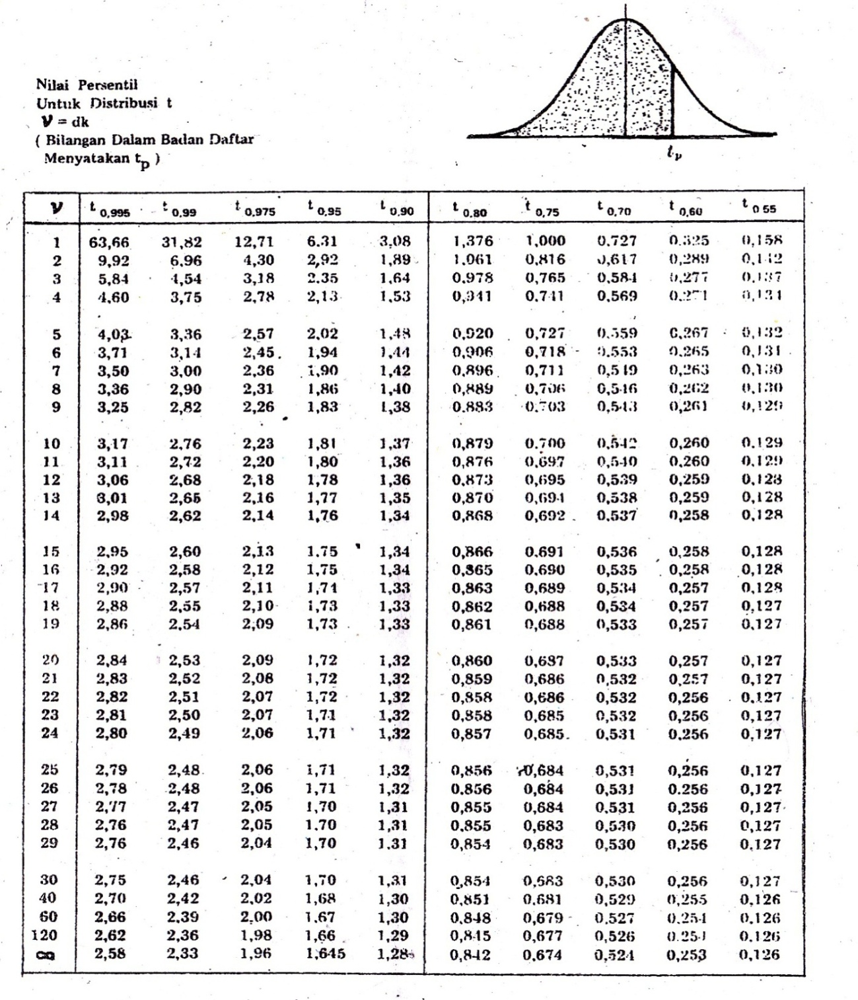 Nilai Persentil
Untuk Distribusi t
ν = dk
( Bilangan Dalam Badan Daftar
Menyatakan tp )
tp
ν t 0,995 t 0,99 t 0,975 t 0,95 t 0,90 t 0,80 t 0,75 t 0,70 t 0,60 t 0 55
1 63,66 31,82 12,71 6.31 3,08 1,376 1,000 0.727 0.325 0,158
2 9,92 6,96 4,30 2,92 1,89 1.061 0,816 0,617 0,289 0,142
3 5,84 4,54 3,18 2.35 1,64 0.978 0,765 0,584 0,277 0,137
4 4,60 3,75 2,78 2,13 1,53 0,941 0,741 0,569 0,271 0,134
5 4,03 3,36 2,57 2,02 1,48 0,920 0,727 0,559 0,267 0,132
6 3,71 3,14 2,45 1,94 1,44 0,906 0,718 0.553 0,265 0,131
7 3,50 3,00 2,36 1,90 1,42 0,896 0,711 0,549 0,263 0,130
8 3,36 2,90 2,31 1,86 1,40 0,889 0,706 0,546 0,262 0,130
9 3,25 2,82 2,26 1,83 1,38 0.883 0.703 0,543 0,261 0,129
10 3,17 2,76 2,23 1,81 1,37 0,879 0.700 0,542 0,260 0.129
11 3,11 2,72 2,20 1,80 1,36 0,876 0,697 0,540 0,260 0,129
12 3,06 2,68 2,18 1,78 1,36 0,873 0,695 0,539 0,259 0,128
13 3,01 2,65 2,16 1,77 1,35 0,870 0,694 0,538 0,259 0,128
14 2,98 2,62 2,14 1,76 1,34 0,868 0,692 0.537 0,258 0,128
15 2,95 2,60 2,13 1.75 1,34 0,866 0.691 0,536 0,258 0,128
16 2,92 2,58 2,12 1,75 1,34 0,865 0.690 0,535 0,258 0,128
17 2,90 2,57 2,11 1,74 1,33 0,863 0,689 0,534 0,257 0,128
18 2,88 2,55 2,10 1,73 1,33 0,862 0,688 0,534 0,257 0,127
19 2,86 2,54 2,09 1,73 1,33 0,861 0,688 0,533 0,257 0,127
20 2,84 2,53 2,09 1,72 1,32 0,860 0,687 0,533 0,257 0,127
21 2,83 2,52 2,08 1,72 1,32 0,859 0,686 0,532 0,257 0,127
22 2,82 2,51 2,07 1,72 1,32 0,858 0,686 0,532 0,256 0,127
23 2,81 2,50 2,07 1,71 1,32 0,858 0,685 0,532 0,256 0,127
24 2,80 2,49 2,06 1,71 1,32 0,857 0,685 0,531 0,256 0,127
25 2,79 2,48 2,06 1,71 1,32 0,856 0,684 0,531 0,256 0,127
26 2,78 2,48 2,06 1,71 1,32 0.856 0,684 0,531 0.256 0,127
27 2,77 2,47 2,05 1,70 1,31 0,855 0,684 0,531 0,256 0,127
28 2,76 2,47 2,05 1.70 1,31 0.855 0,683 0,530 0,256 0,127
29 2,76 2,46 2,04 1,70 1.31 0,854 0,683 0,530 0,256 0,127
30 2,75 2,46 2,04 1,70 1,31 0,854 0,683 0,530 0,256 0,127
40 2,70 2,42 2,02 1,68 1,30 0,851 0.681 0,529 0,255 0,126
60 2,66 2,39 2,00 1.67 1,30 0,848 0,679 0,527 0,254 0,126
120 2,62 2,36 1,98 1,66 1,29 0,845 0,677 0,526 0.254 0,126
∞ 2,58 2,33 1,96 1,645 1,28 0,842 0.674 0,524 0,253 0,126